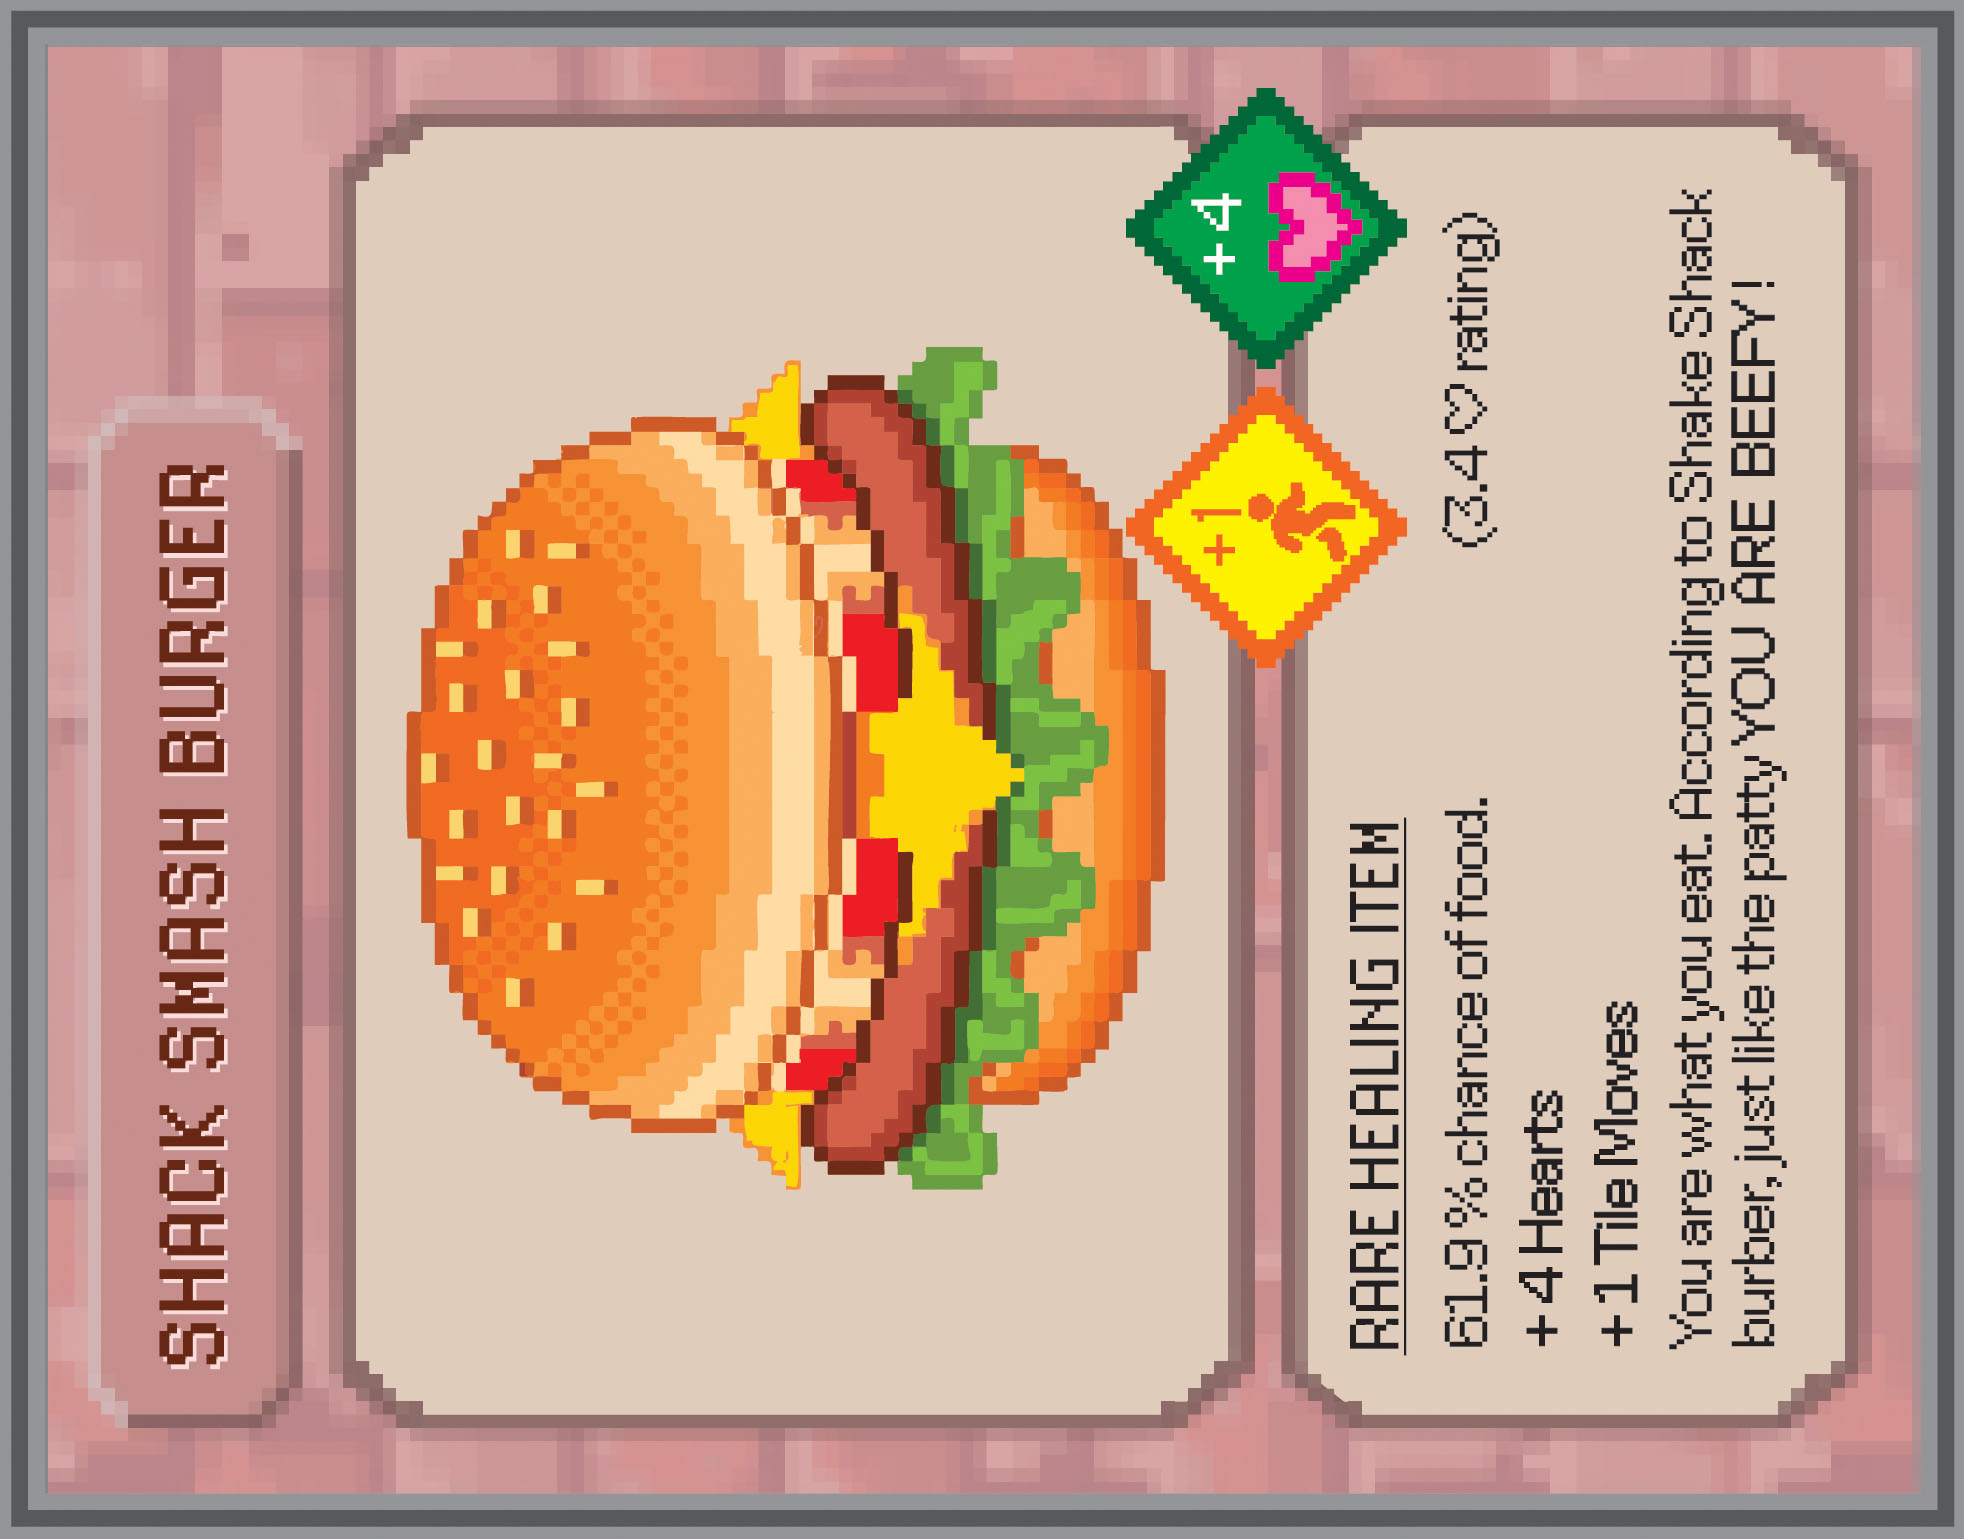 SHACK SMASH BURGER
+1
+4
RARE HEALING ITEM
61.9 % chance of food.
(3.4 ♡ rating)
+ 4 Hearts
+ 1 Tile Moves
You are what you eat. According to Shake Shack
burber, just like the patty YOU ARE BEEFY!